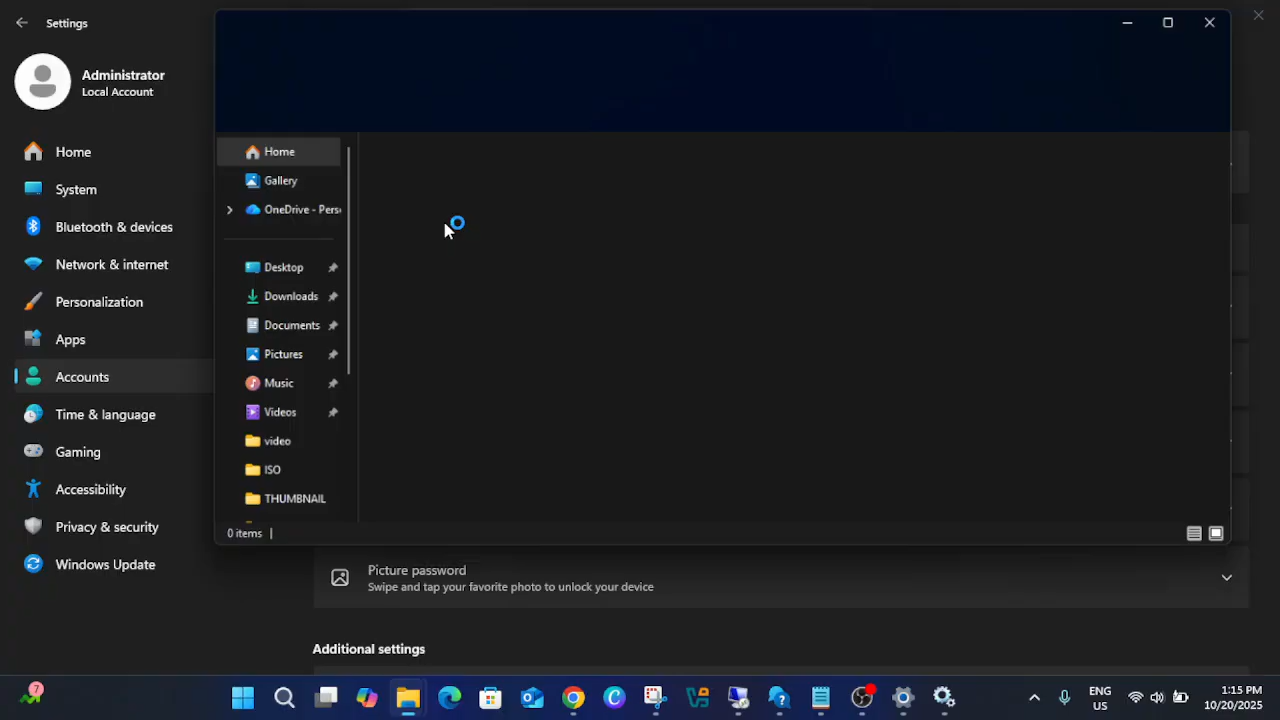 Settings
Administrator
Local Account
Home
System
Bluetooth & devices
Network & internet
Personalization
Apps
Accounts
Time & language
Gaming
Accessibility
Privacy & security
Windows Update
Home
Gallery
OneDrive - Pers
Desktop
Downloads
Documents
Pictures
Music
Videos
video
ISO
THUMBNAIL
0 items
Picture password
Swipe and tap your favorite photo to unlock your device
Additional settings
7
ENG
US
1:15 PM
10/20/2025